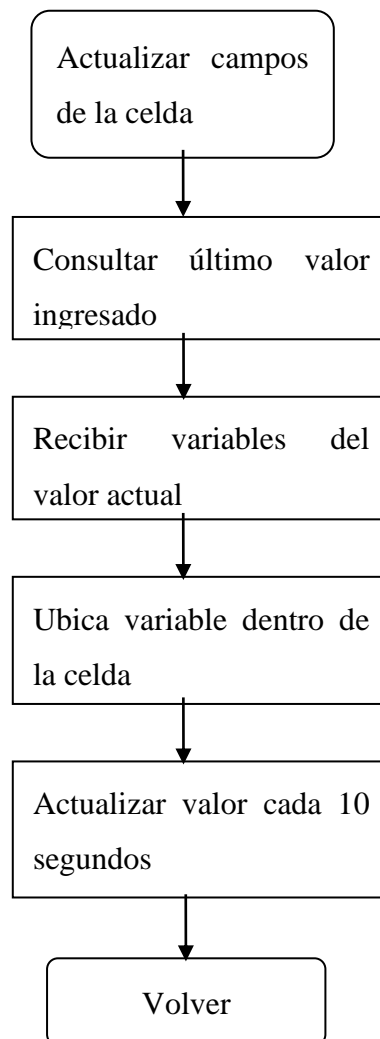 Actualizar campos
de la celda
Consultar último valor
ingresado
Recibir variables del
valor actual
Ubica variable dentro de
la celda
Actualizar valor cada 10
segundos
Volver